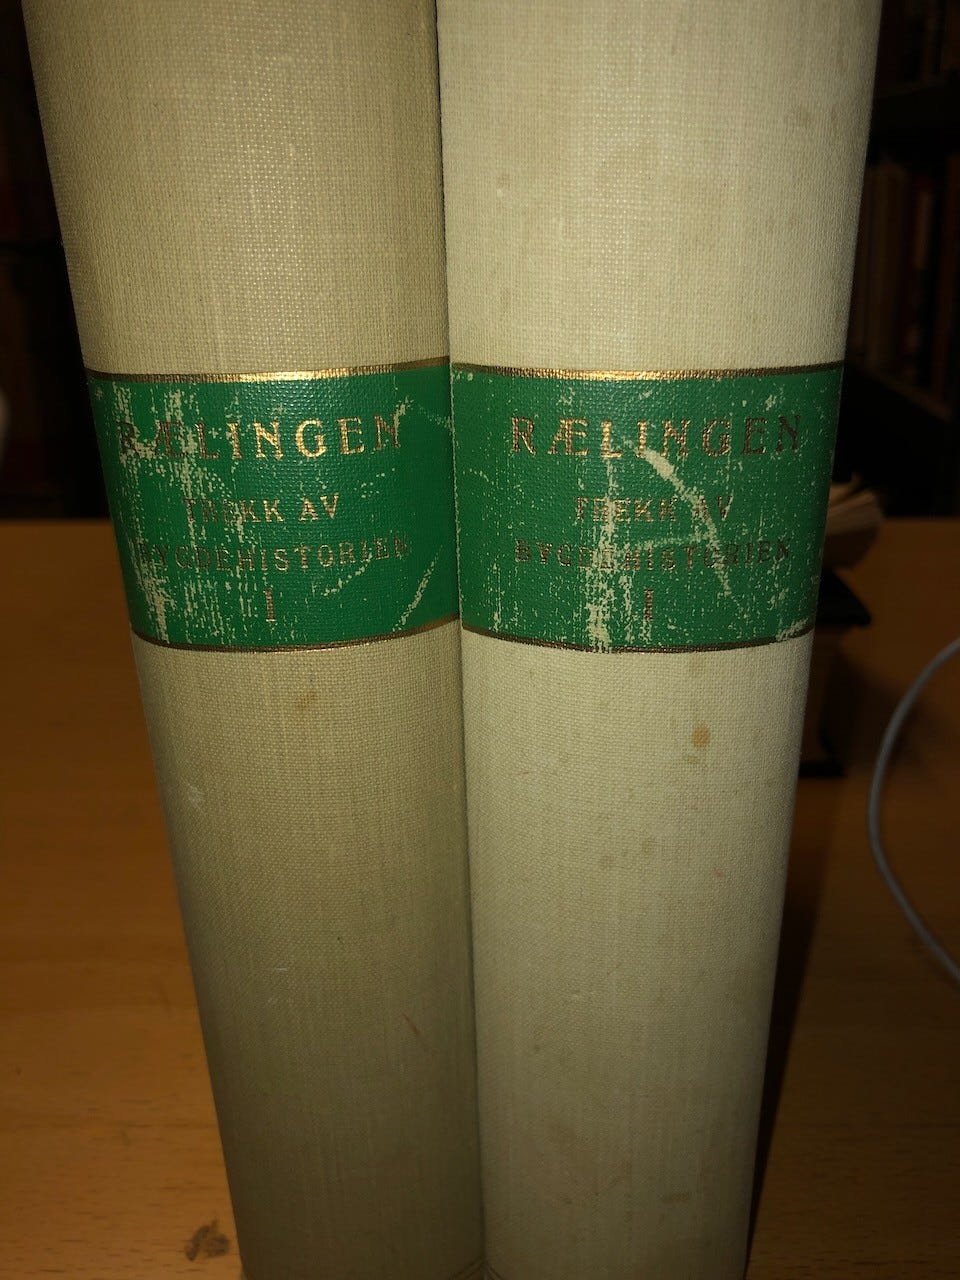 RÆLINGEN
TREKK AV
BYGDEHISTORIEN
I
RÆLINGEN
TREKK AV
BYGDEHISTORIEN
I